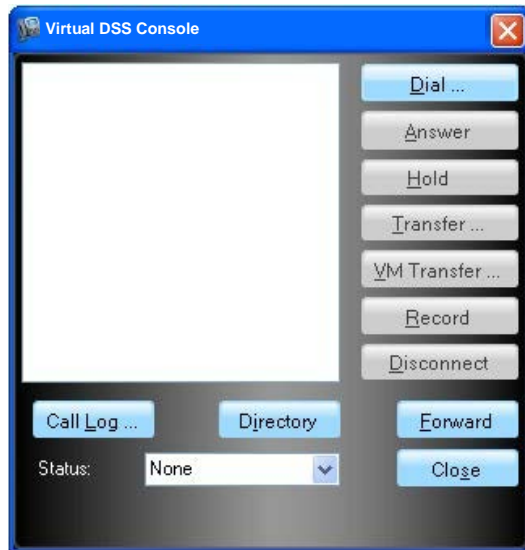 Virtual DSS Console
Dial ...
Answer
Hold
Transfer ...
VM Transfer ...
Record
Disconnect
Call Log ... Directory Forward
Status: None Close